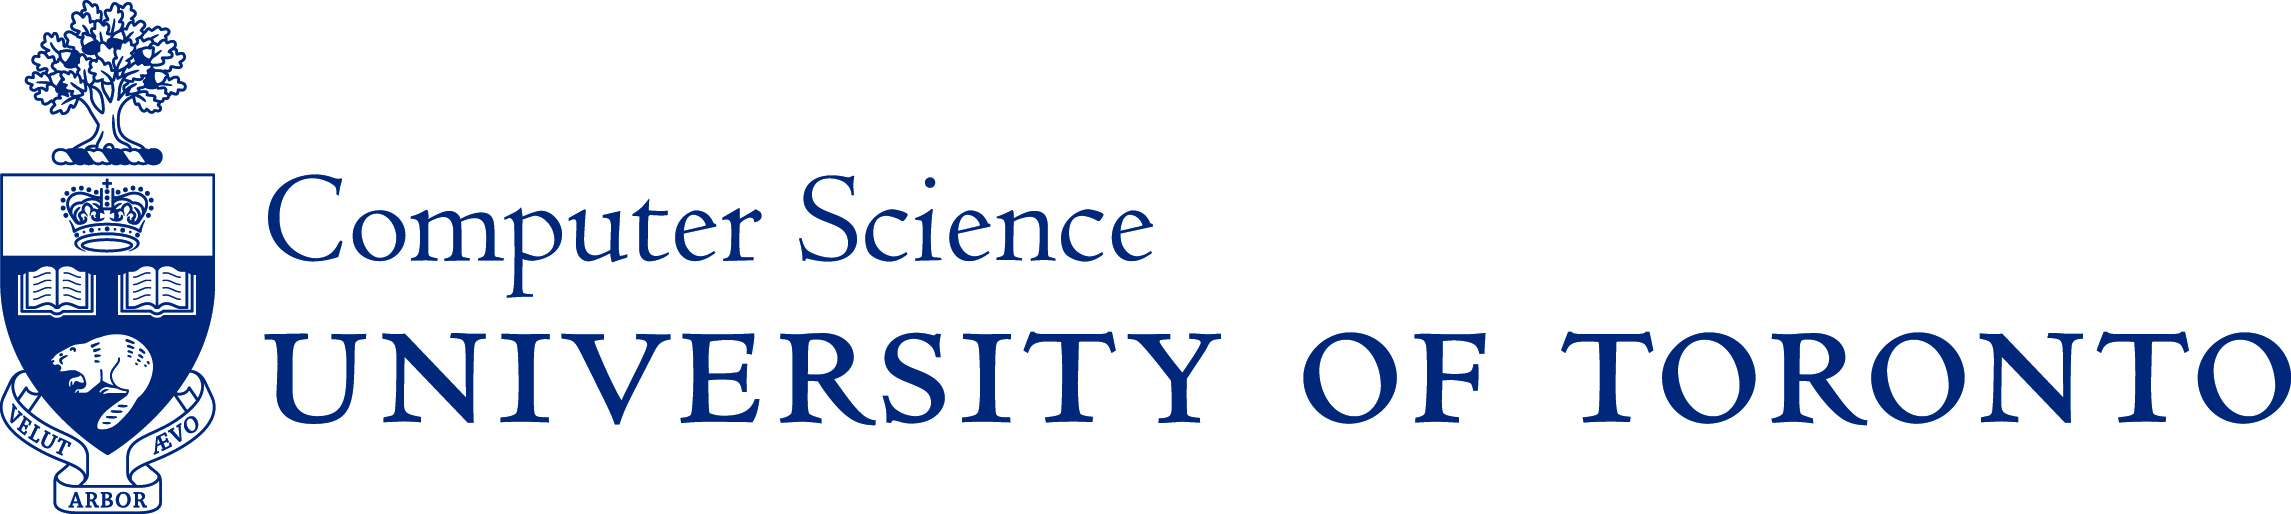 Computer Science
UNIVERSITY OF TORONTO
VELUT
ARBOR
ÆVO